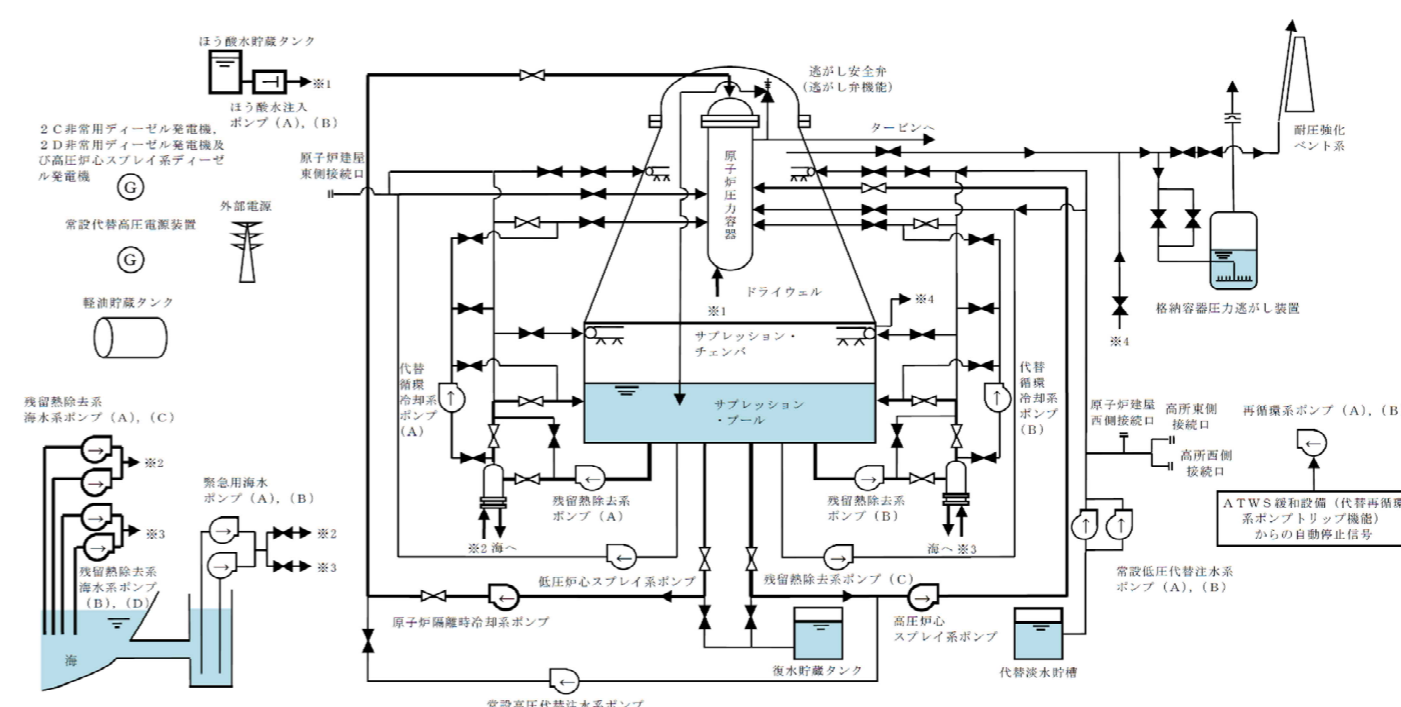 ほう酸水貯蔵タンク
※1
ほう酸水注入
ポンプ(A),(B)
2C非常用ディーゼル発電機,
2D非常用ディーゼル発電機及
び高圧炉心スプレイ系ディーゼ
ル発電機
G
外部電源
常設代替高圧電源装置
G
軽油貯蔵タンク
残留熱除去系
海水系ポンプ(A),(C)
※2
※3
残留熱除去系
海水系ポンプ
(B),(D)
海
緊急用海水
ポンプ(A),(B)
※2
※3
原子炉建屋
東側接続口
逃がし安全弁
(逃がし弁機能)
タービンへ
原子炉圧力容器
※1
ドライウェル
※4
サプレッション・
チェンバ
サプレッション
・プール
代替
循環
冷却系
ポンプ
(A)
代替
循環
冷却系
ポンプ
(B)
残留熱除去系
ポンプ(A)
残留熱除去系
ポンプ(B)
※2 海へ
海へ ※3
低圧炉心スプレイ系ポンプ
残留熱除去系ポンプ(C)
原子炉隔離時冷却系ポンプ
高圧炉心
スプレイ系ポンプ
復水貯蔵タンク
常設高圧代替注水系ポンプ
耐圧強化
ベント系
格納容器圧力逃がし装置
※4
原子炉建屋
西側接続口
高所東側
接続口
高所西側
接続口
常設低圧代替注水系
ポンプ(A),(B)
代替淡水貯槽
再循環系ポンプ(A),(B
ATWS緩和設備(代替再循環
系ポンプトリップ機能)
からの自動停止信号